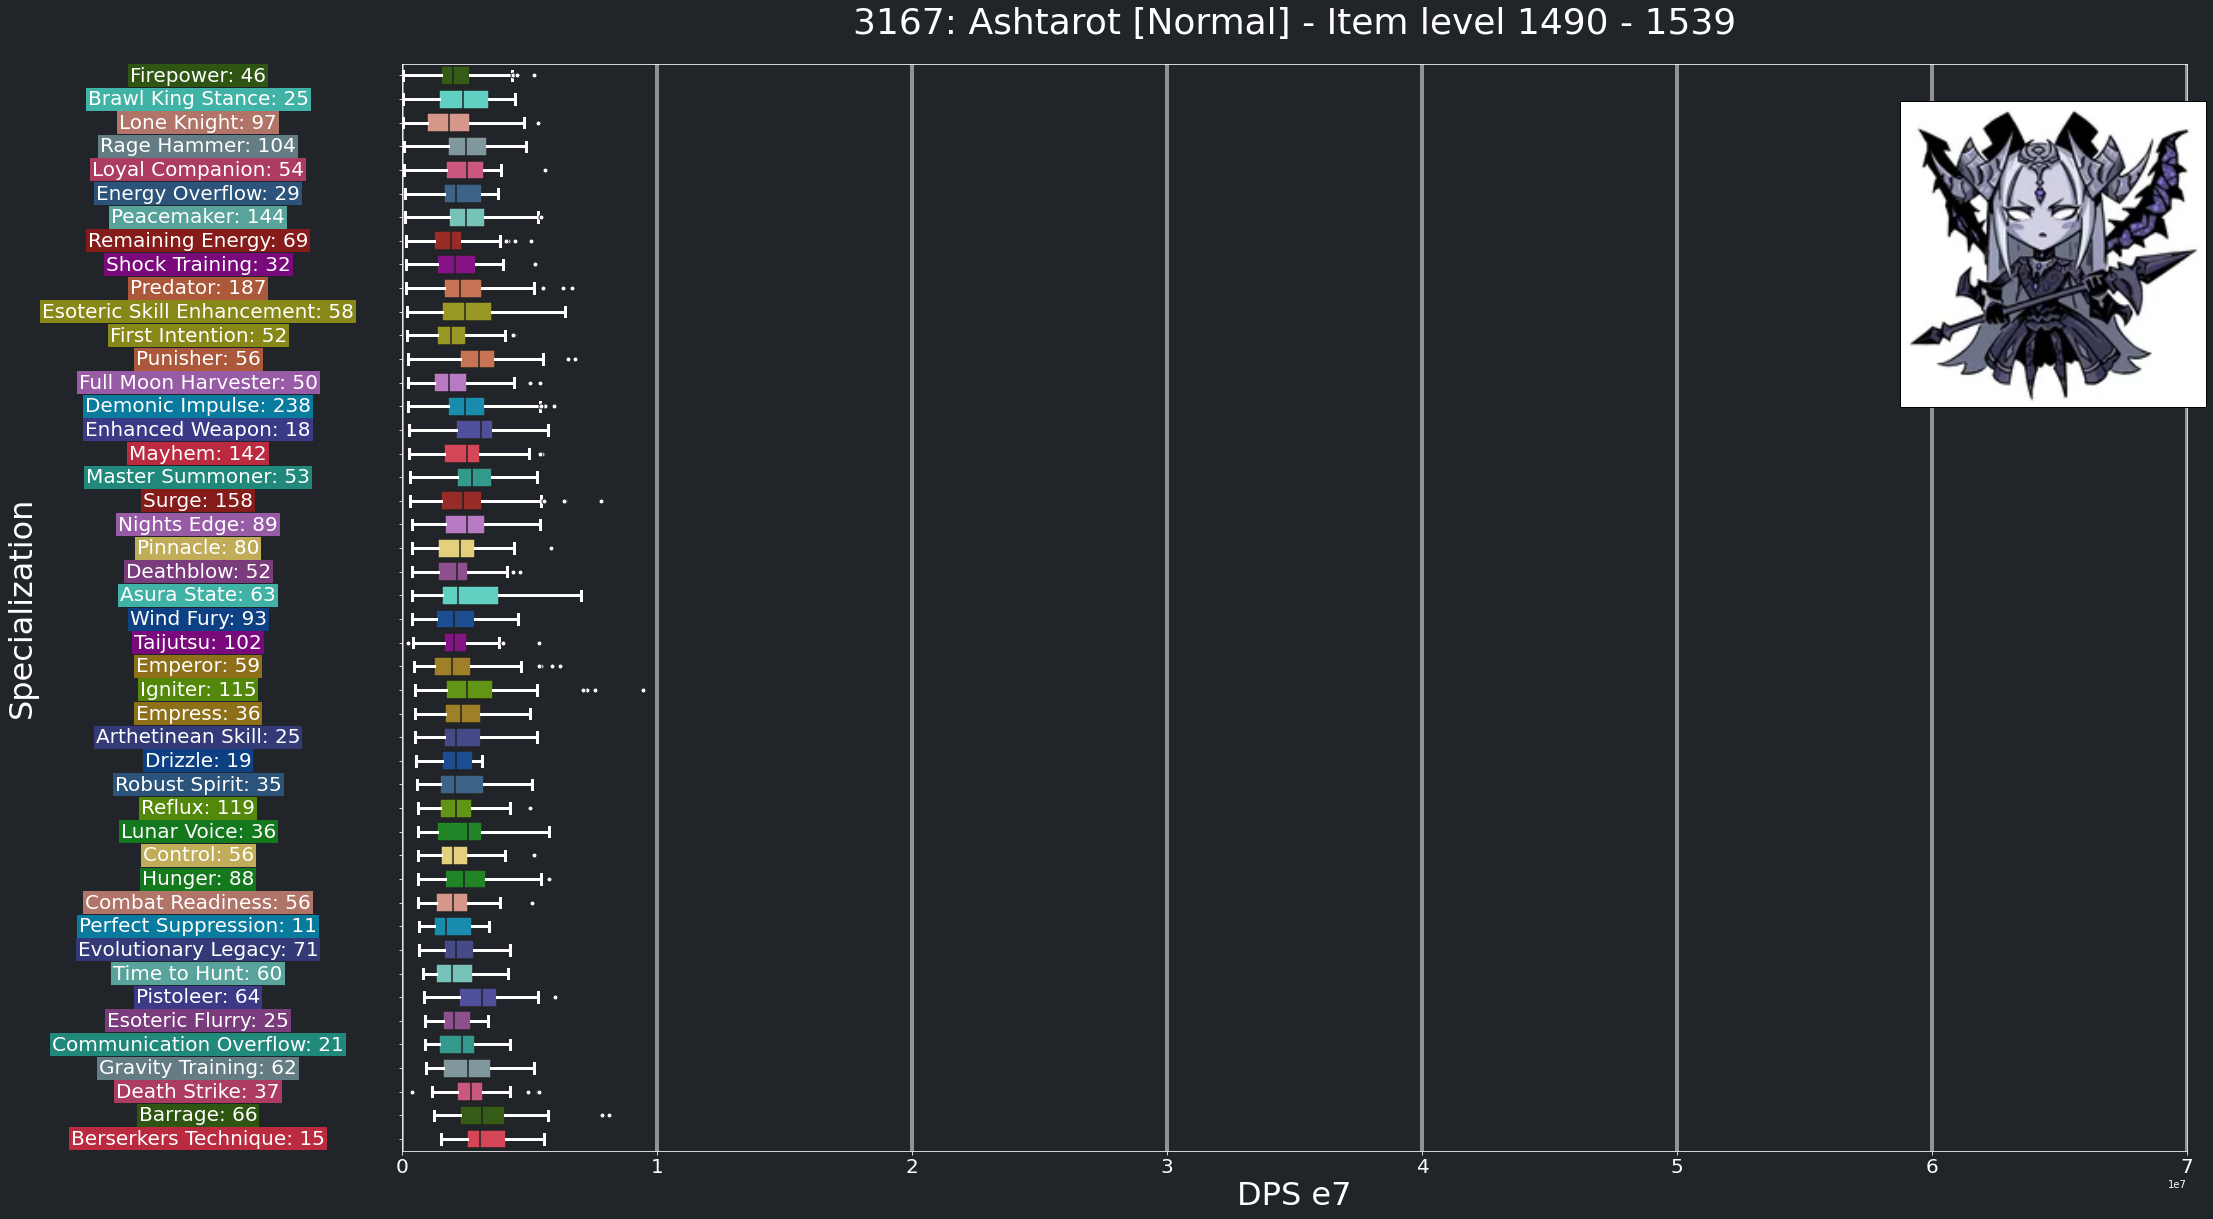 3167: Ashtarot [Normal] - Item level 1490 - 1539
Specialization
Firepower: 46
Brawl King Stance: 25
Lone Knight: 97
Rage Hammer: 104
Loyal Companion: 54
Energy Overflow: 29
Peacemaker: 144
Remaining Energy: 69
Shock Training: 32
Predator: 187
Esoteric Skill Enhancement: 58
First Intention: 52
Punisher: 56
Full Moon Harvester: 50
Demonic Impulse: 238
Enhanced Weapon: 18
Mayhem: 142
Master Summoner: 53
Surge: 158
Nights Edge: 89
Pinnacle: 80
Deathblow: 52
Asura State: 63
Wind Fury: 93
Taijutsu: 102
Emperor: 59
Igniter: 115
Empress: 36
Arthetinean Skill: 25
Drizzle: 19
Robust Spirit: 35
Reflux: 119
Lunar Voice: 36
Control: 56
Hunger: 88
Combat Readiness: 56
Perfect Suppression: 11
Evolutionary Legacy: 71
Time to Hunt: 60
Pistoleer: 64
Esoteric Flurry: 25
Communication Overflow: 21
Gravity Training: 62
Death Strike: 37
Barrage: 66
Berserkers Technique: 15
0 1 2 3 4 5 6 7
1e7
DPS e7